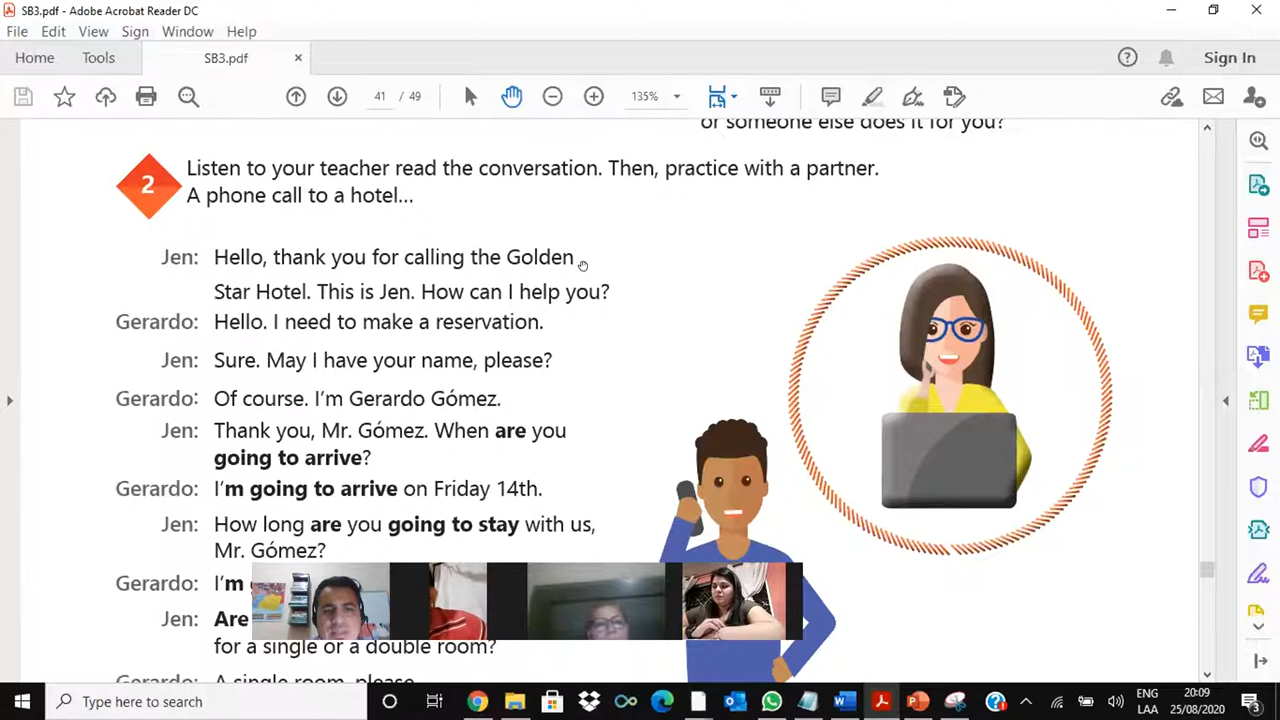 SB3.pdf - Adobe Acrobat Reader DC
File Edit View Sign Window Help
Home Tools SB3.pdf × Sign In
41 / 49 135%
or someone else does it for you?
2 Listen to your teacher read the conversation. Then, practice with a partner.
A phone call to a hotel...
Jen: Hello, thank you for calling the Golden
Star Hotel. This is Jen. How can I help you?
Gerardo: Hello. I need to make a reservation.
Jen: Sure. May I have your name, please?
Gerardo: Of course. I'm Gerardo Gómez.
Jen: Thank you, Mr. Gómez. When are you
going to arrive?
Gerardo: I'm going to arrive on Friday 14th.
Jen: How long are you going to stay with us,
Mr. Gómez?
Gerardo: I'm
Jen: Are
for a single or a double room?
Gerardo: A single room, please.
Type here to search
ENG 20:09
LAA 25/08/2020
3